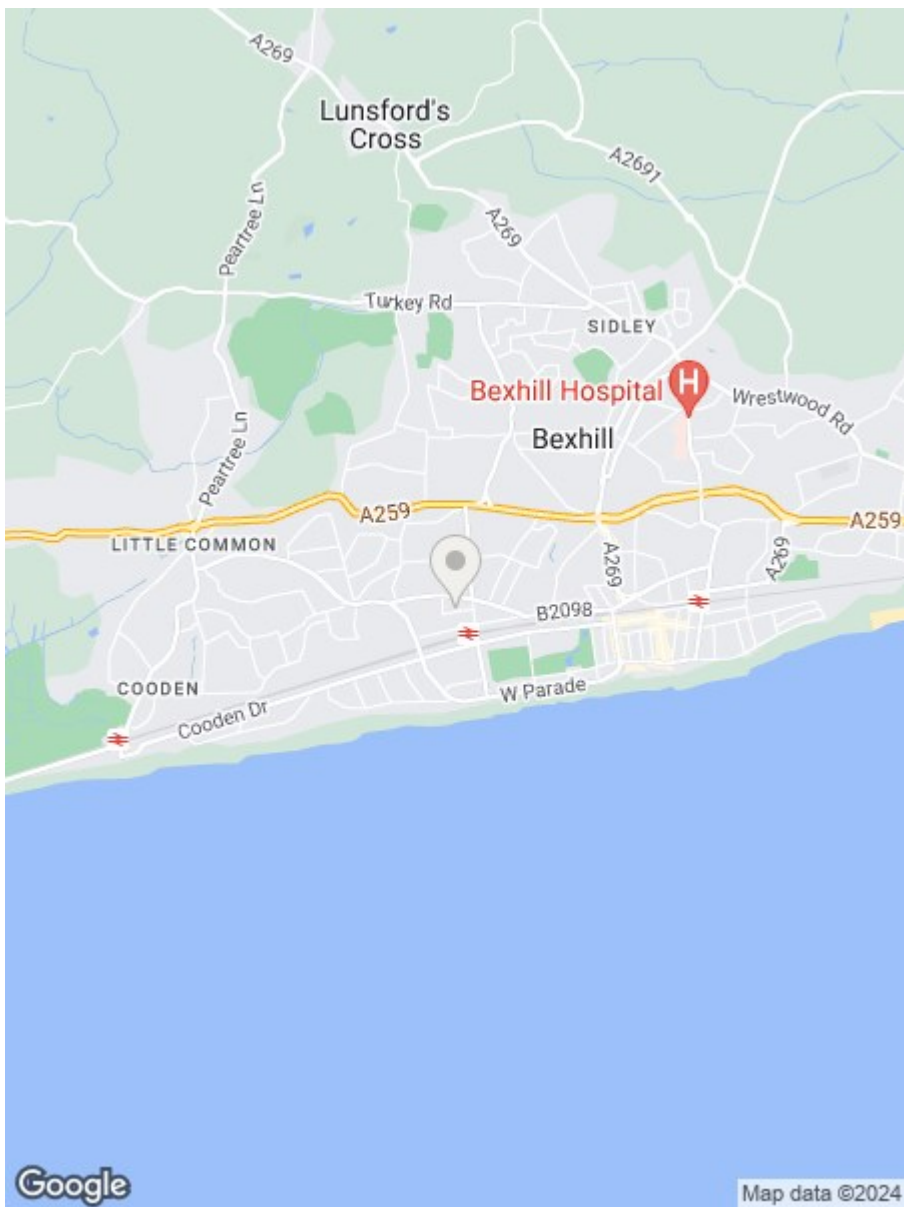 A269
Lunsford's
Cross
A2691
Peartree Ln
A269
Turkey Rd
SIDLEY
Bexhill Hospital
H
Wrestwood Rd
Bexhill
Peartree Ln
A259
A259
LITTLE COMMON
A269
A269
B2098
COODEN
W Parade
Cooden Dr
Google
Map data ©2024